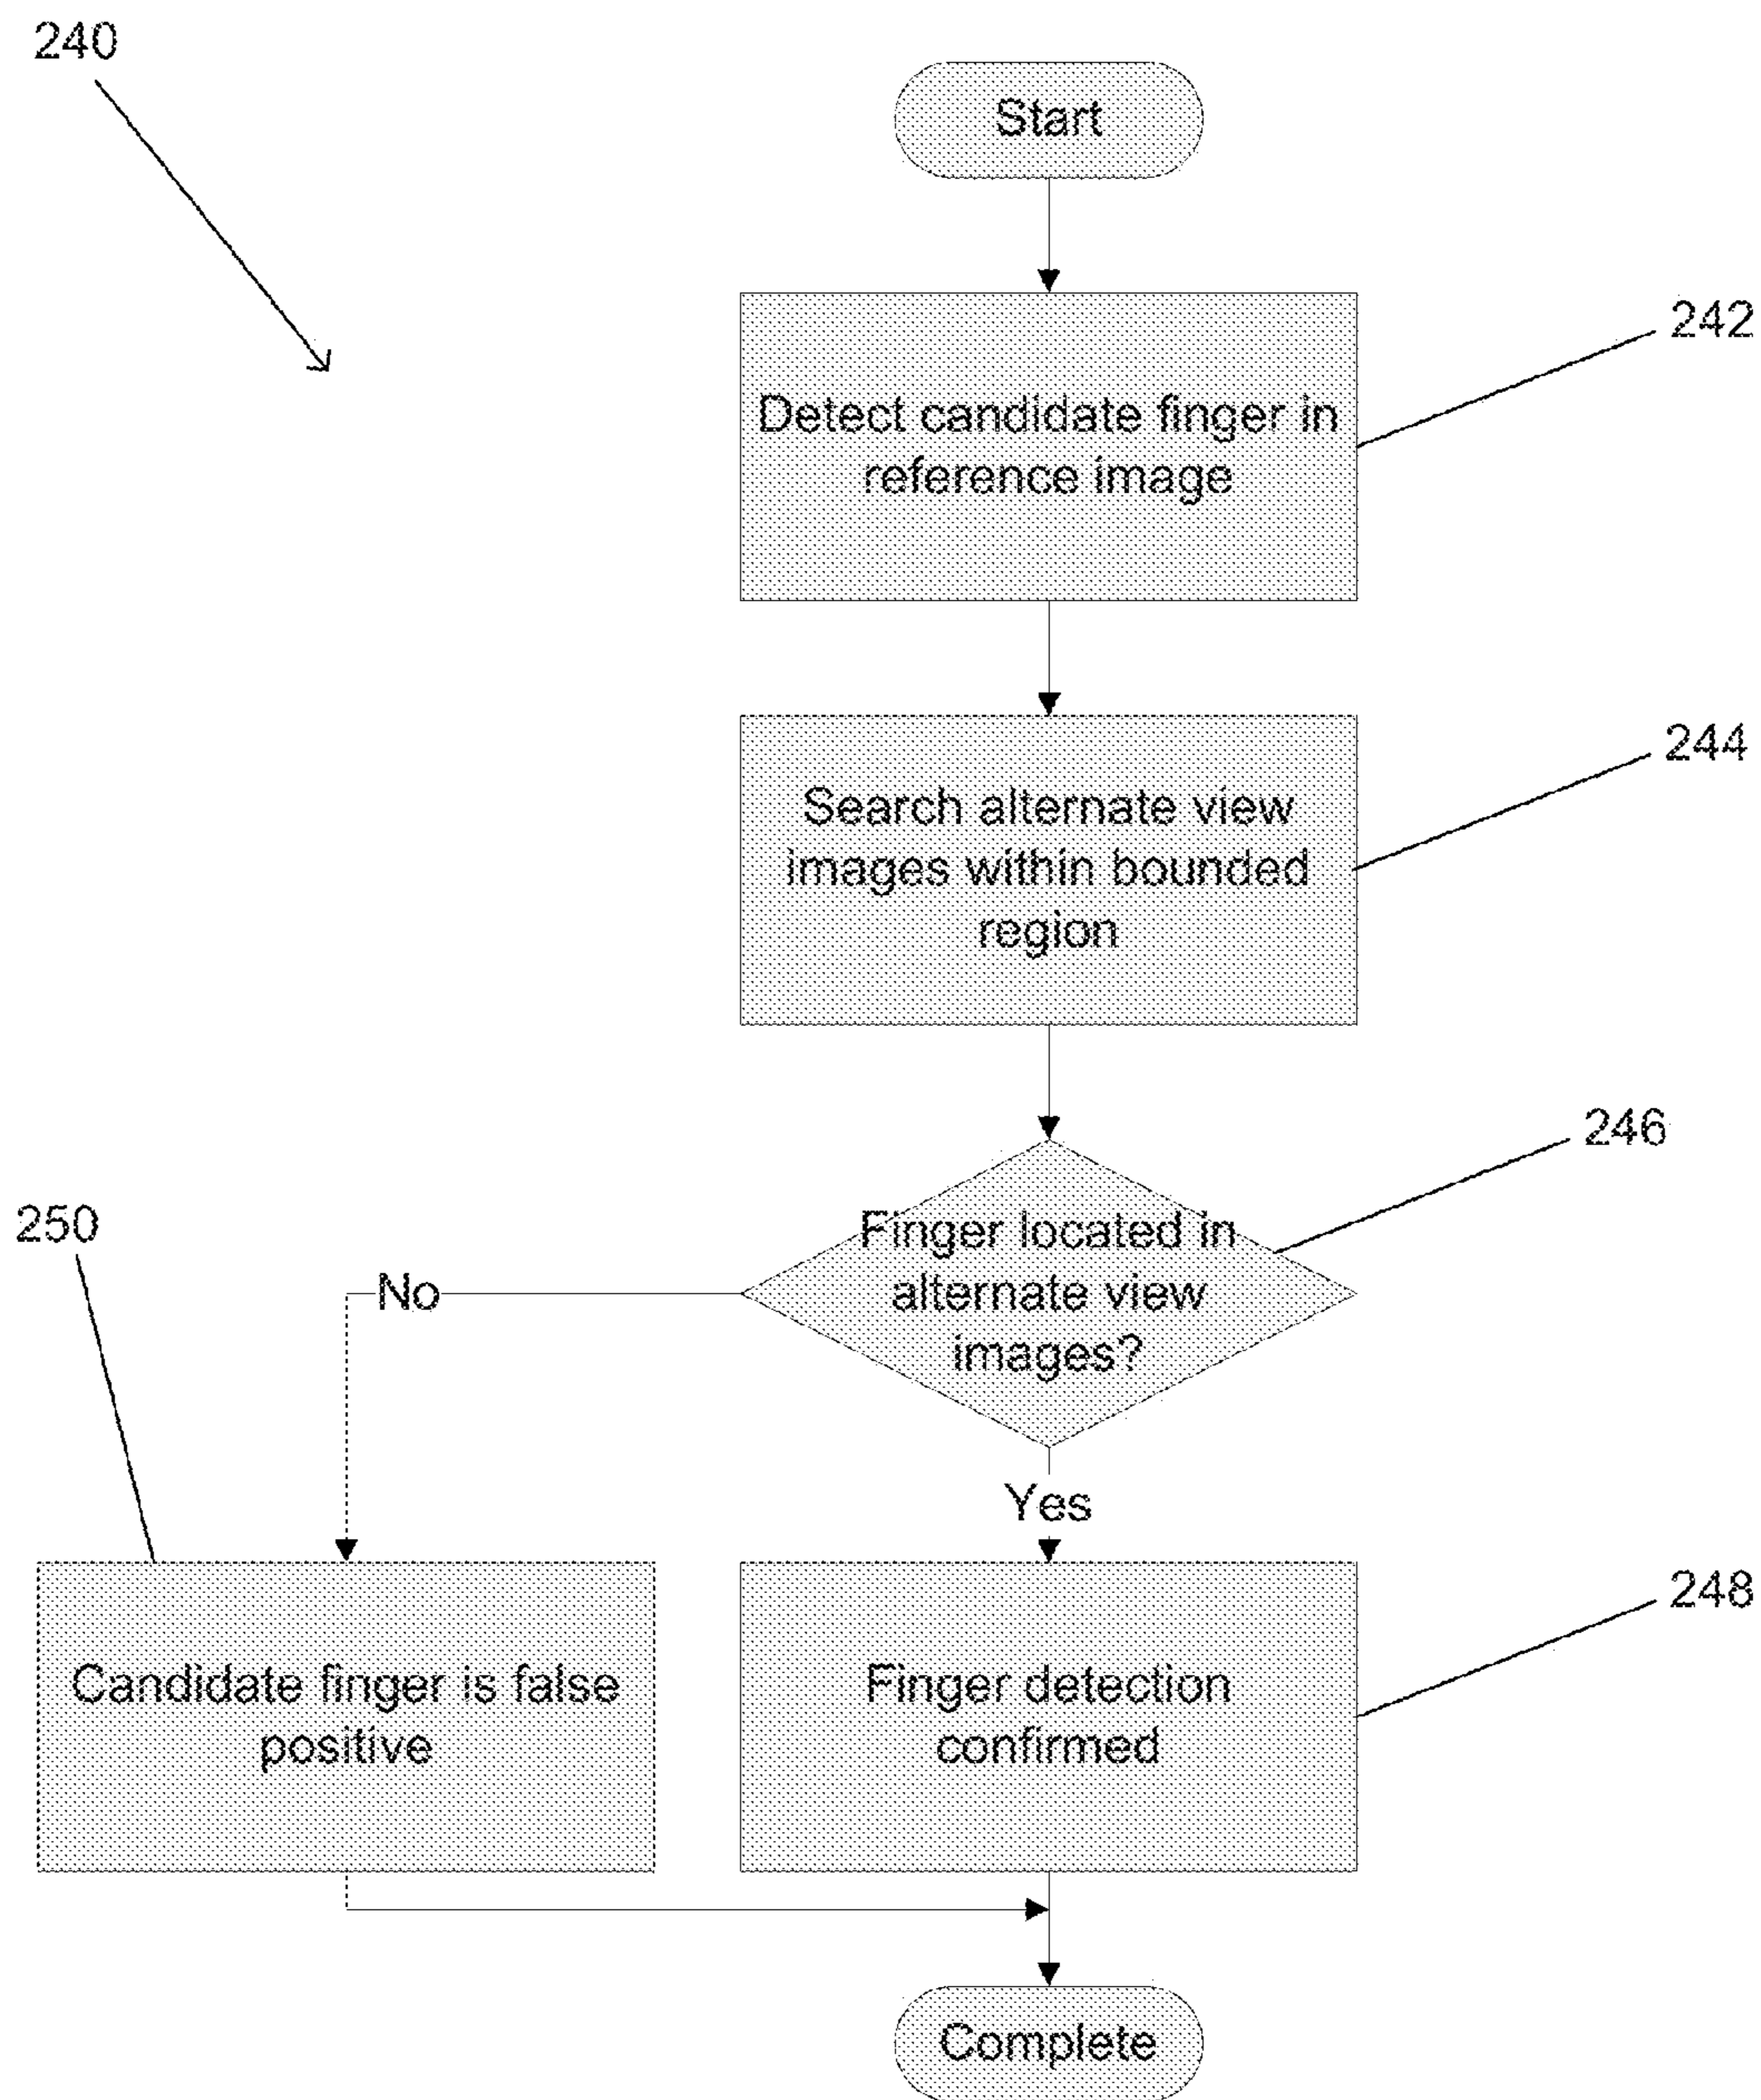 240
Start
242
Detect candidate finger in
reference image
244
Search alternate view
images within bounded
region
246
Finger located in
alternate view
images?
250
No
Yes
248
Candidate finger is false
positive
Finger detection
confirmed
Complete